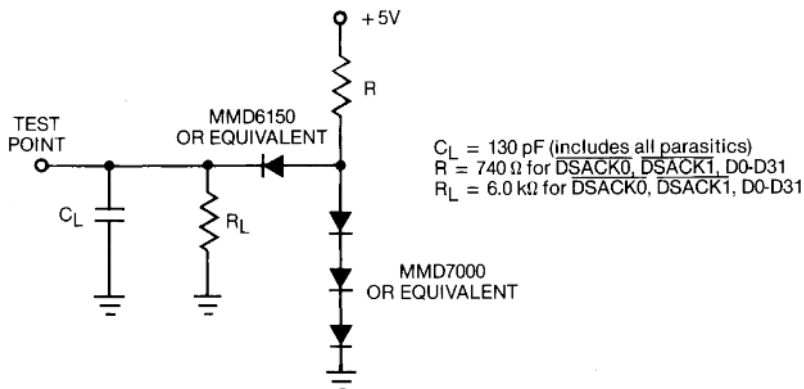 +5V
R
MMD6150
OR EQUIVALENT
TEST
POINT
CL = 130 pF (includes all parasitics)
R = 740 Ω for DSACK0, DSACK1, D0-D31
RL = 6.0 kΩ for DSACK0, DSACK1, D0-D31
CL
RL
MMD7000
OR EQUIVALENT